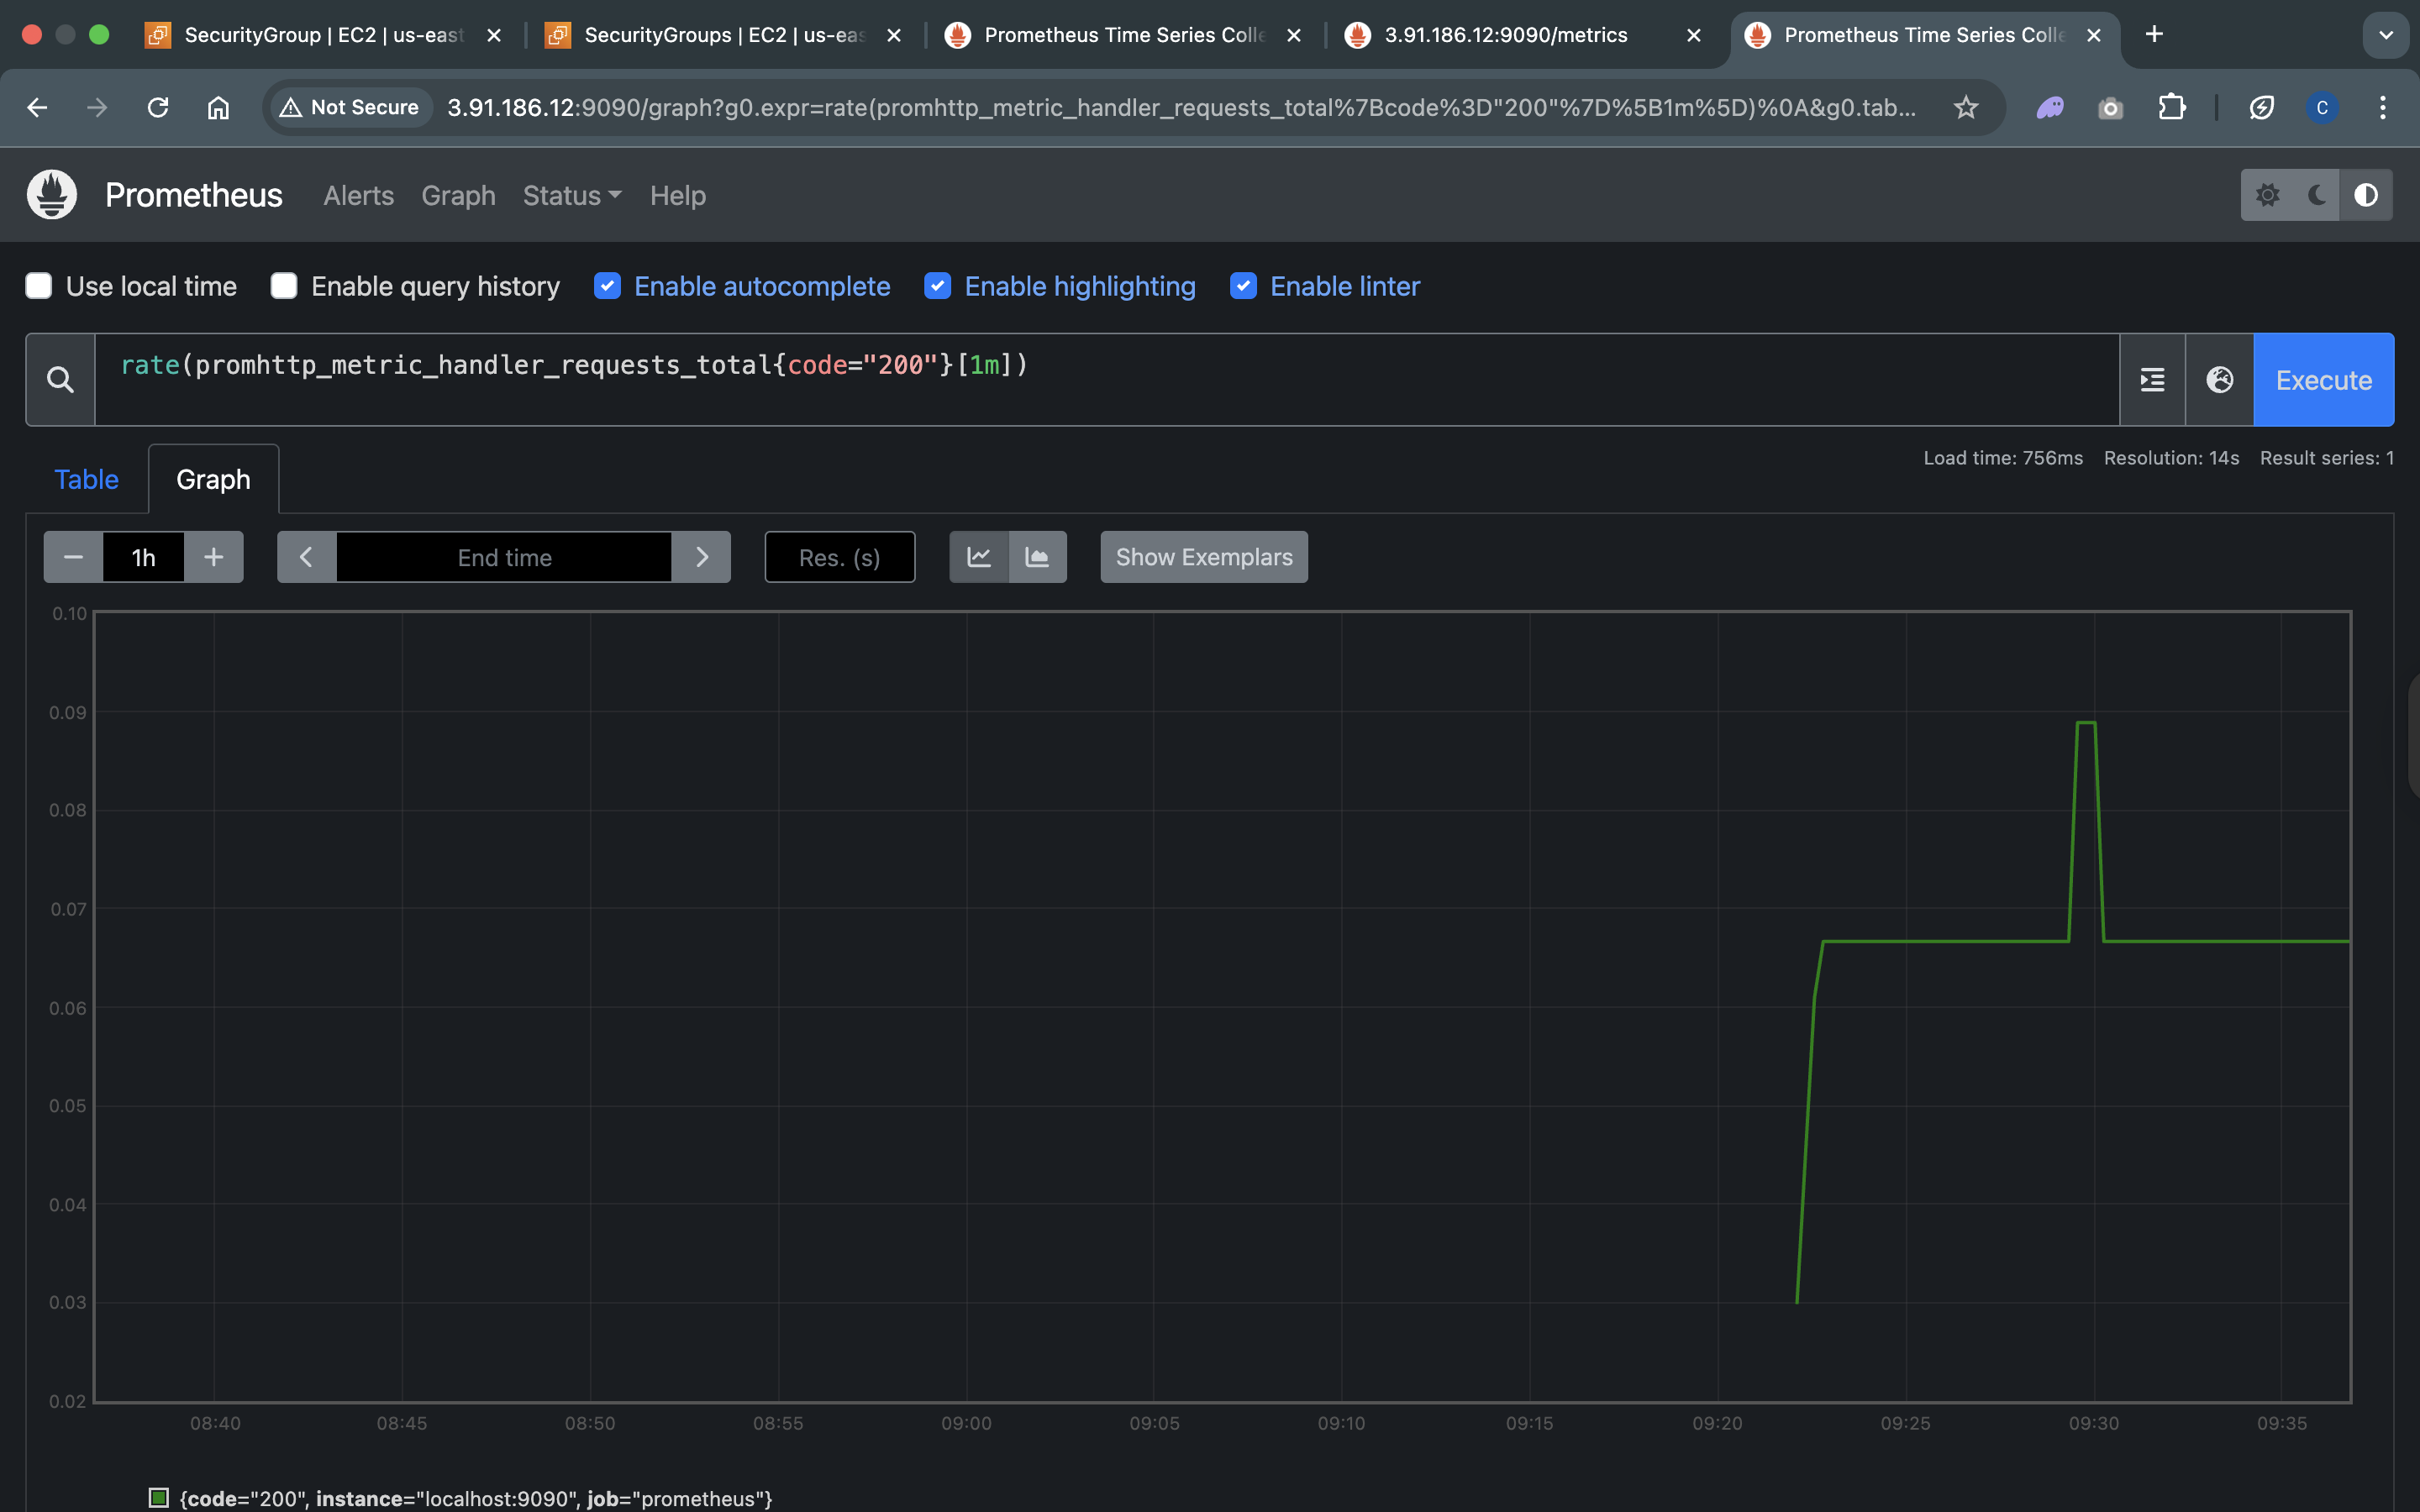 SecurityGroup | EC2 | us-east
SecurityGroups | EC2 | us-eas
Prometheus Time Series Colle
3.91.186.12:9090/metrics
Prometheus Time Series Colle
Not Secure
3.91.186.12:9090/graph?g0.expr=rate(promhttp_metric_handler_requests_total%7Bcode%3D"200"%7D%5B1m%5D)%0A&g0.tab...
C
Prometheus Alerts Graph Status Help
Use local time Enable query history Enable autocomplete Enable highlighting Enable linter
rate(promhttp_metric_handler_requests_total{code="200"}[1m])
Execute
Table Graph
Load time: 756ms Resolution: 14s Result series: 1
1h End time Res. (s) Show Exemplars
0.10
0.09
0.08
0.07
0.06
0.05
0.04
0.03
0.02
08:40 08:45 08:50 08:55 09:00 09:05 09:10 09:15 09:20 09:25 09:30 09:35
{code="200", instance="localhost:9090", job="prometheus"}